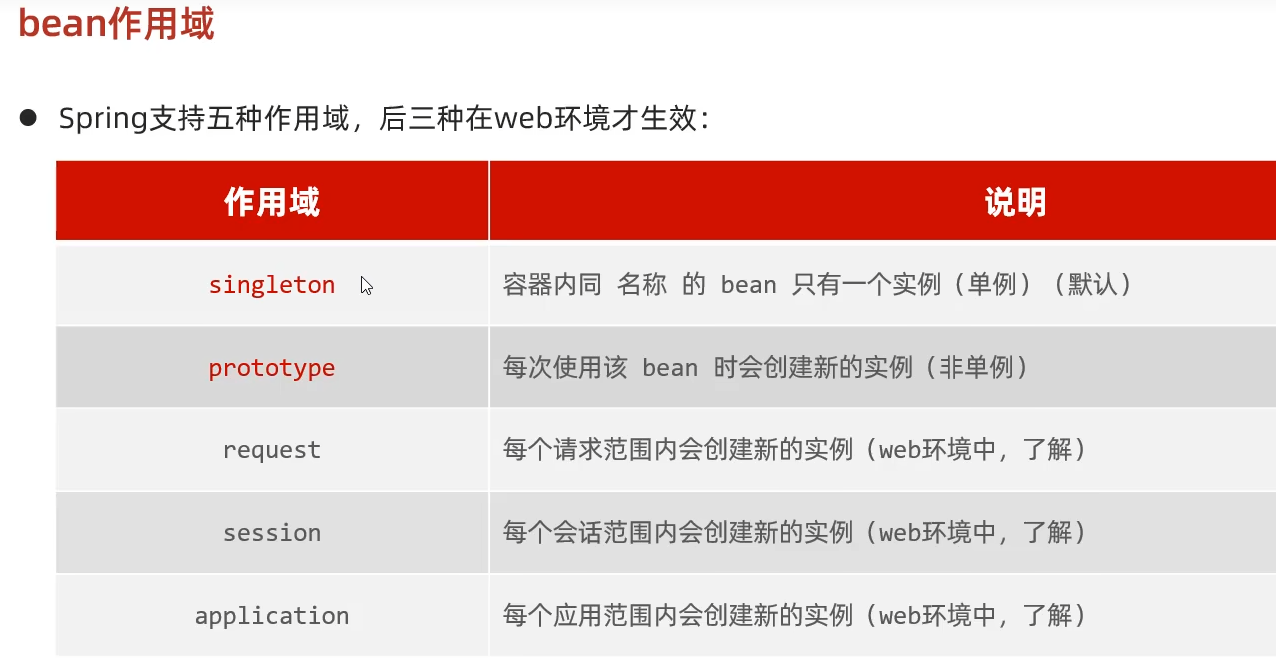 bean作用域
● Spring支持五种作用域，后三种在web环境才生效：
作用域 说明
singleton 容器内同 名称 的 bean 只有一个实例（单例）（默认）
prototype 每次使用该 bean 时会创建新的实例（非单例）
request 每个请求范围内会创建新的实例（web环境中，了解）
session 每个会话范围内会创建新的实例（web环境中，了解）
application 每个应用范围内会创建新的实例（web环境中，了解）